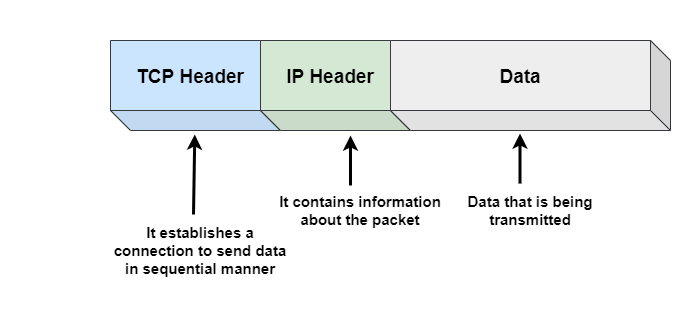 TCP Header
IP Header
Data
It establishes a
connection to send data
in sequential manner
It contains information
about the packet
Data that is being
transmitted